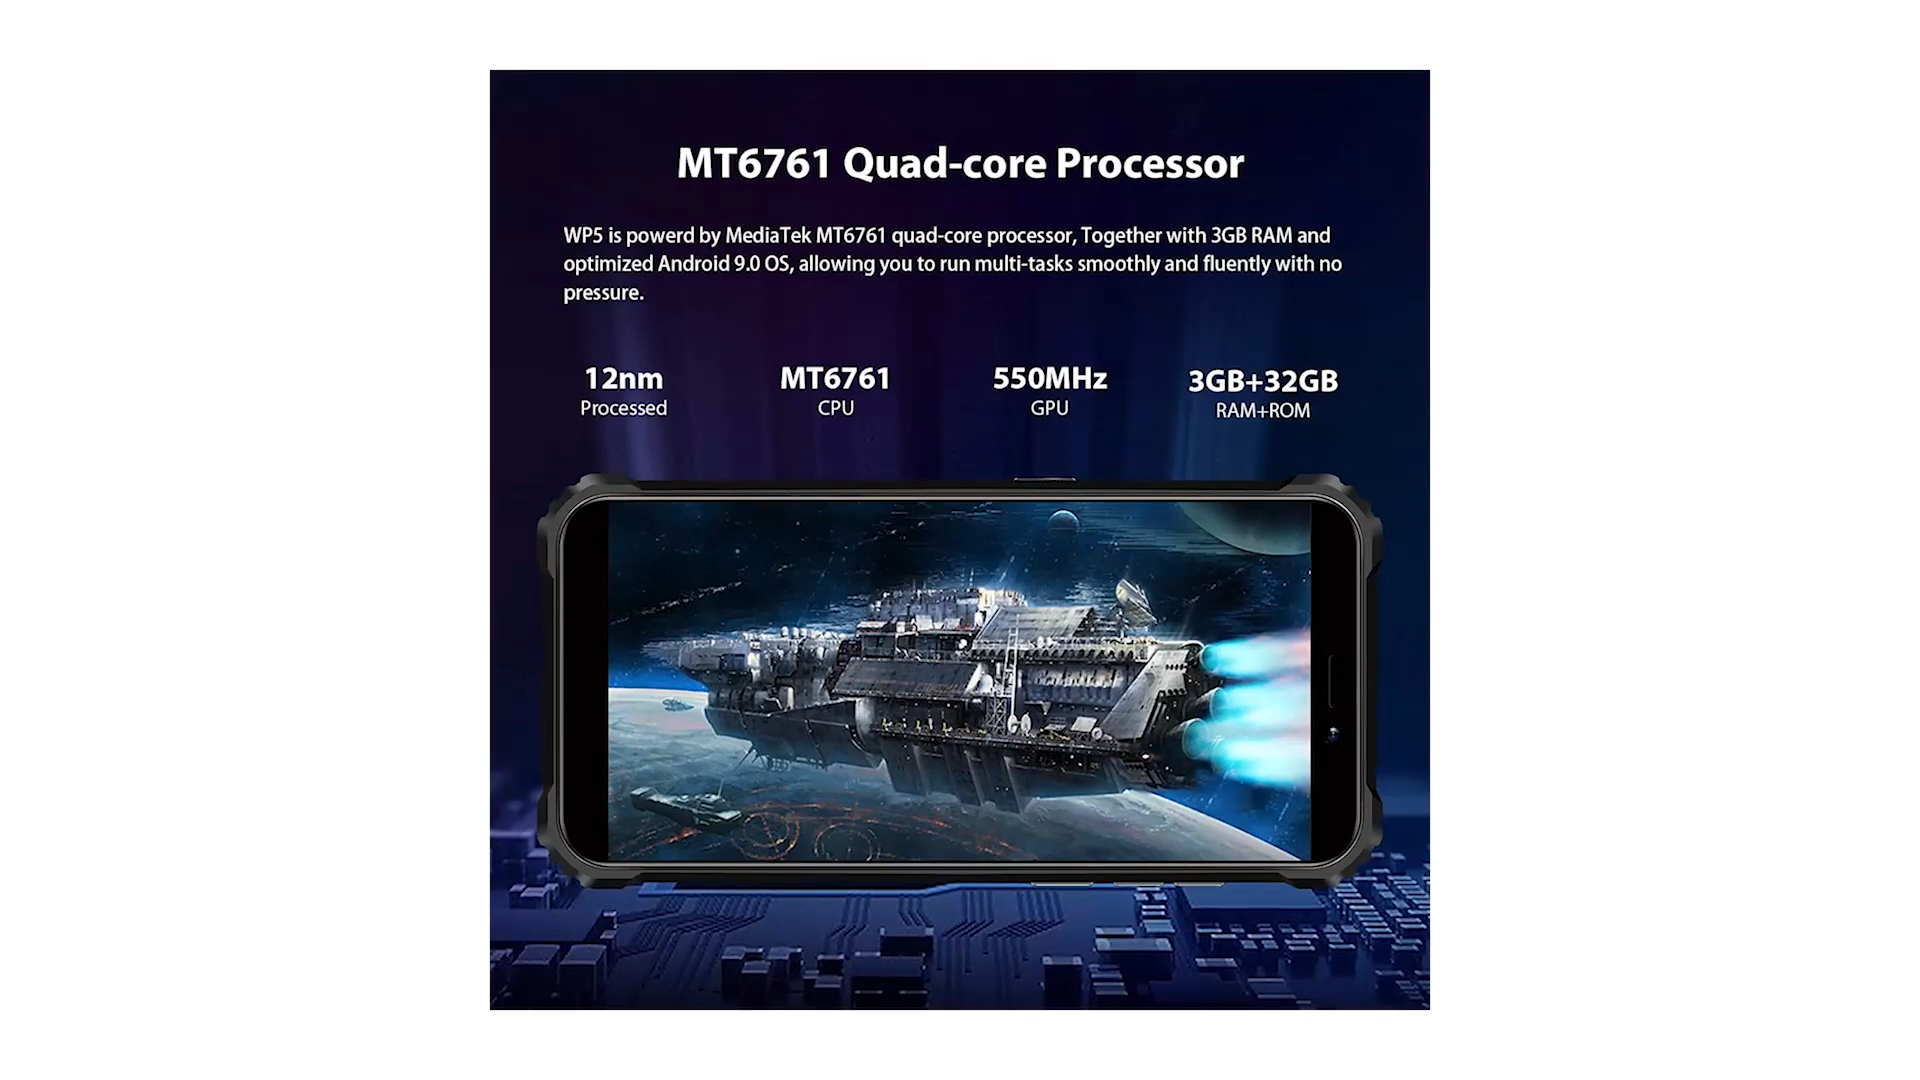 MT6761 Quad-core Processor
WP5 is powerd by MediaTek MT6761 quad-core processor, Together with 3GB RAM and
optimized Android 9.0 OS, allowing you to run multi-tasks smoothly and fluently with no
pressure.
12nm
Processed
MT6761
CPU
550MHz
GPU
3GB+32GB
RAM+ROM